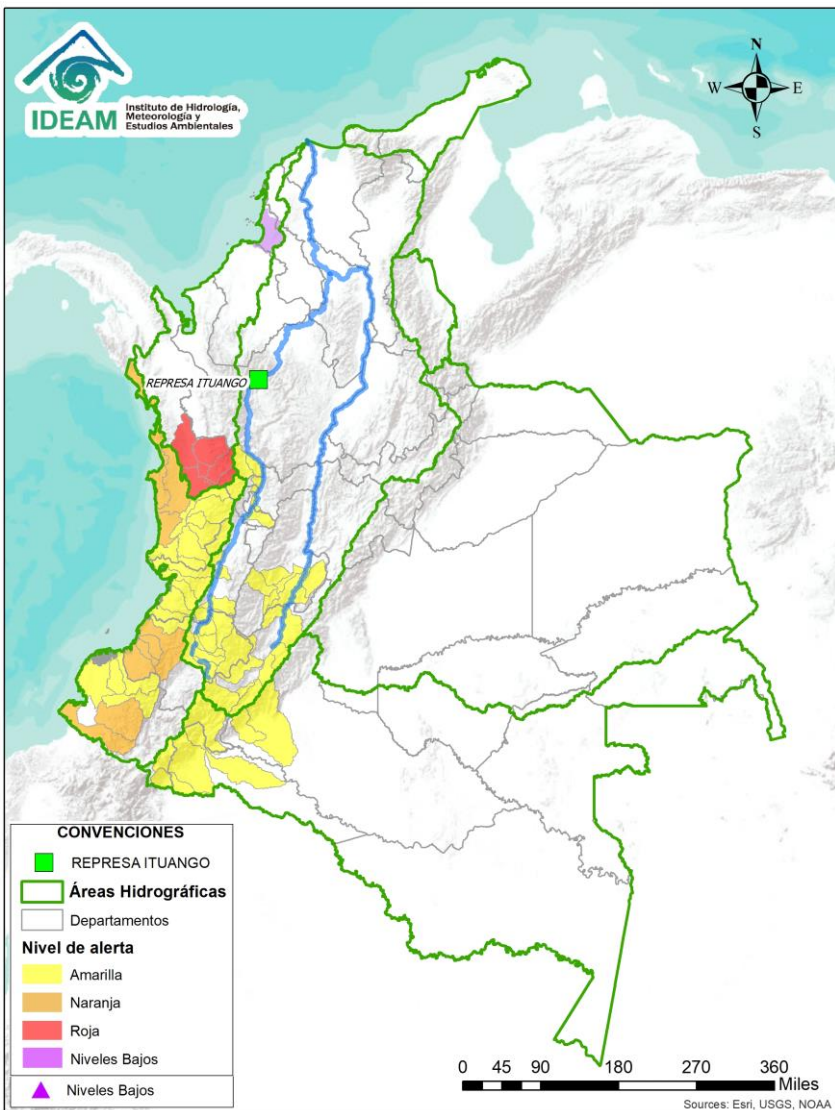 IDEAM
Instituto de Hidrología,
Meteorología y
Estudios Ambientales
N
W
E
S
REPRESA ITUANGO
CONVENCIONES
REPRESA ITUANGO
Áreas Hidrográficas
Departamentos
Nivel de alerta
Amarilla
Naranja
Roja
Niveles Bajos
Niveles Bajos
0 45 90 180 270 360
Miles
Sources: Esri, USGS, NOAA